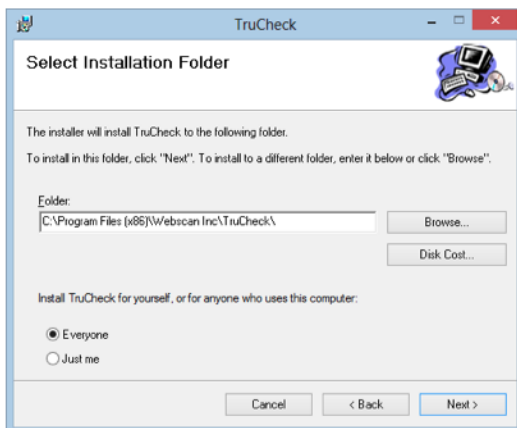 TruCheck
Select Installation Folder
The installer will install TruCheck to the following folder.
To install in this folder, click "Next". To install to a different folder, enter it below or click "Browse".
Folder:
C:\Program Files (x86)\Webscan Inc\TruCheck\
Browse...
Disk Cost...
Install TruCheck for yourself, or for anyone who uses this computer:
Everyone
Just me
Cancel
< Back
Next >